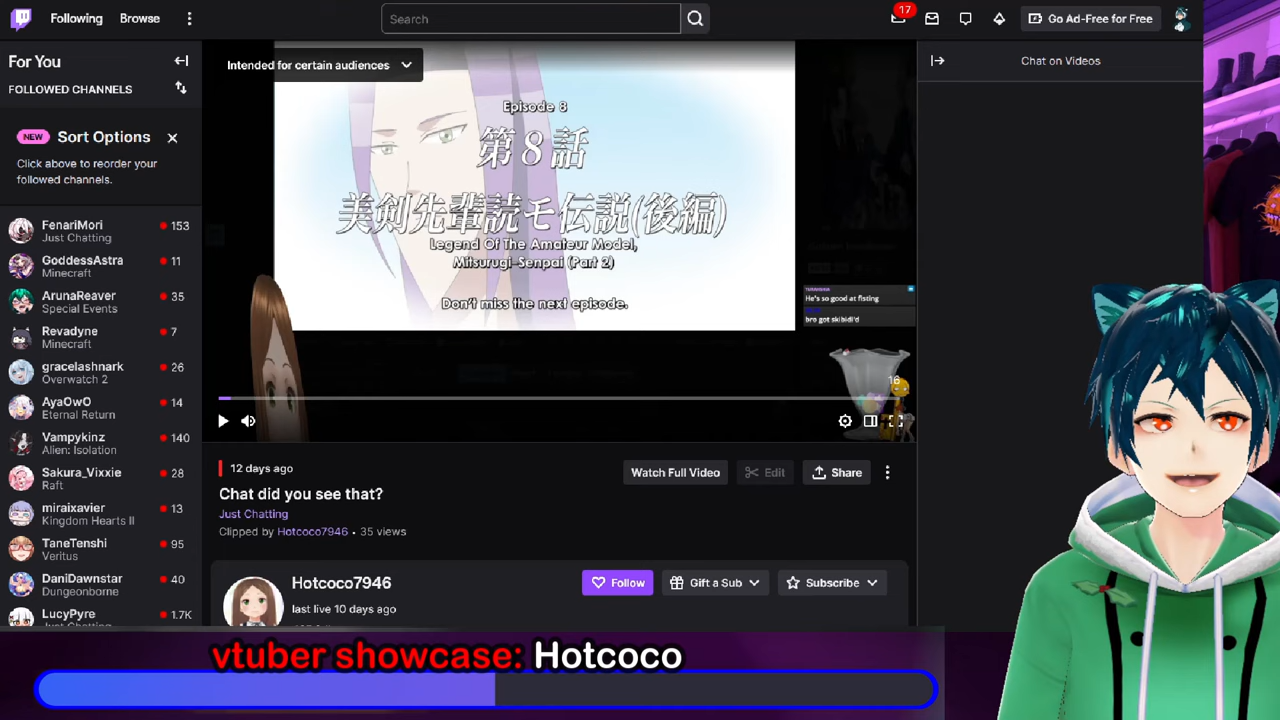 Following
Browse
Search
17
Go Ad-Free for Free
For You
FOLLOWED CHANNELS
NEW Sort Options
Click above to reorder your
followed channels.
FenariMori 153
Just Chatting
GoddessAstra 11
Minecraft
ArunaReaver 35
Special Events
Revadyne 7
Minecraft
gracelashnark 26
Overwatch 2
AyaOwO 14
Eternal Return
Vampykinz 140
Alien: Isolation
Sakura_Vixxie 28
Raft
miraixavier 13
Kingdom Hearts II
TaneTenshi 95
Veritus
DaniDawnstar 40
Dungeonborne
LucyPyre 1.7K
Just Chatting
Intended for certain audiences
Episode 8
第8話
美剣先輩読モ伝説(後編)
Legend Of The Amateur Model,
Mitsurugi-Senpai (Part 2)
Don't miss the next episode.
He's so good at fisting
bro got skibidi'd
16
12 days ago
Watch Full Video
Edit
Share
Chat did you see that?
Just Chatting
Clipped by Hotcoco7946 • 35 views
Hotcoco7946
last live 10 days ago
Follow
Gift a Sub
Subscribe
Chat on Videos
vtuber showcase: Hotcoco